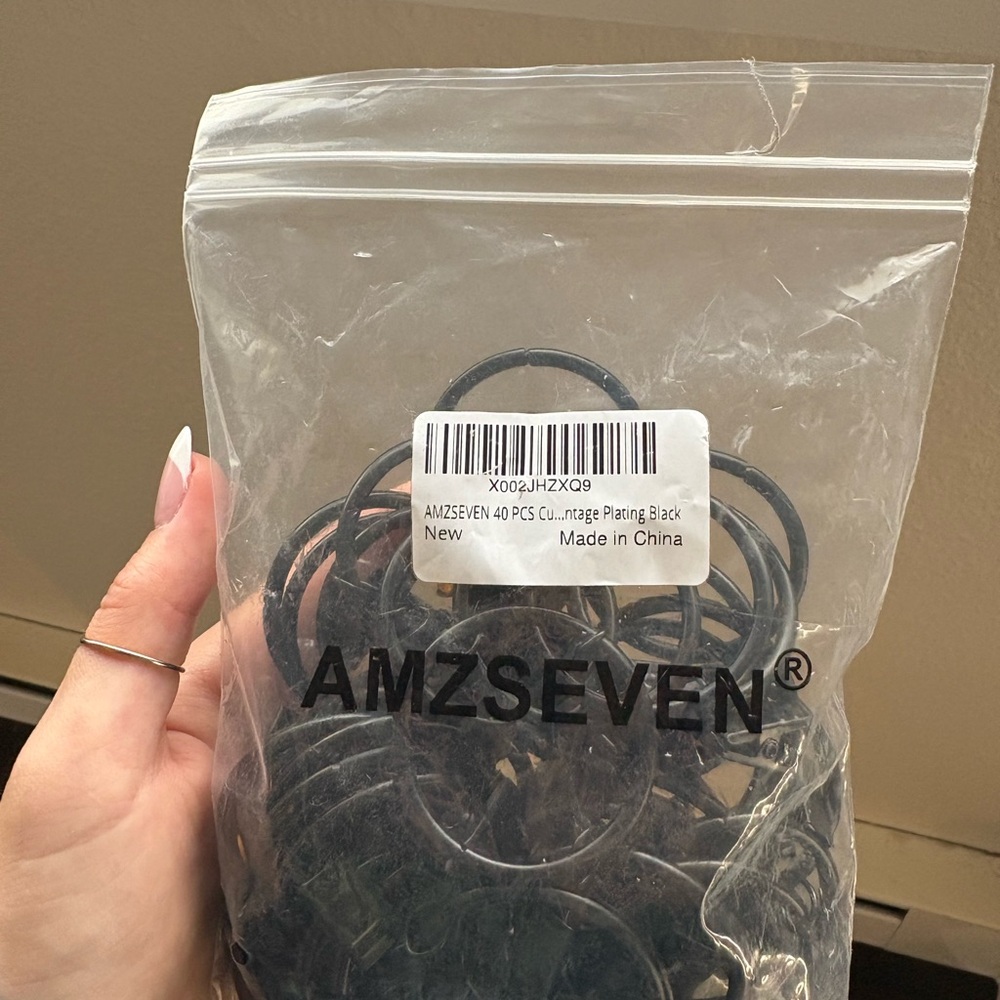 X002JHZXQ9
AMZSEVEN 40 PCS Cu...ntage Plating Black
New Made in China
AMZSEVEN®